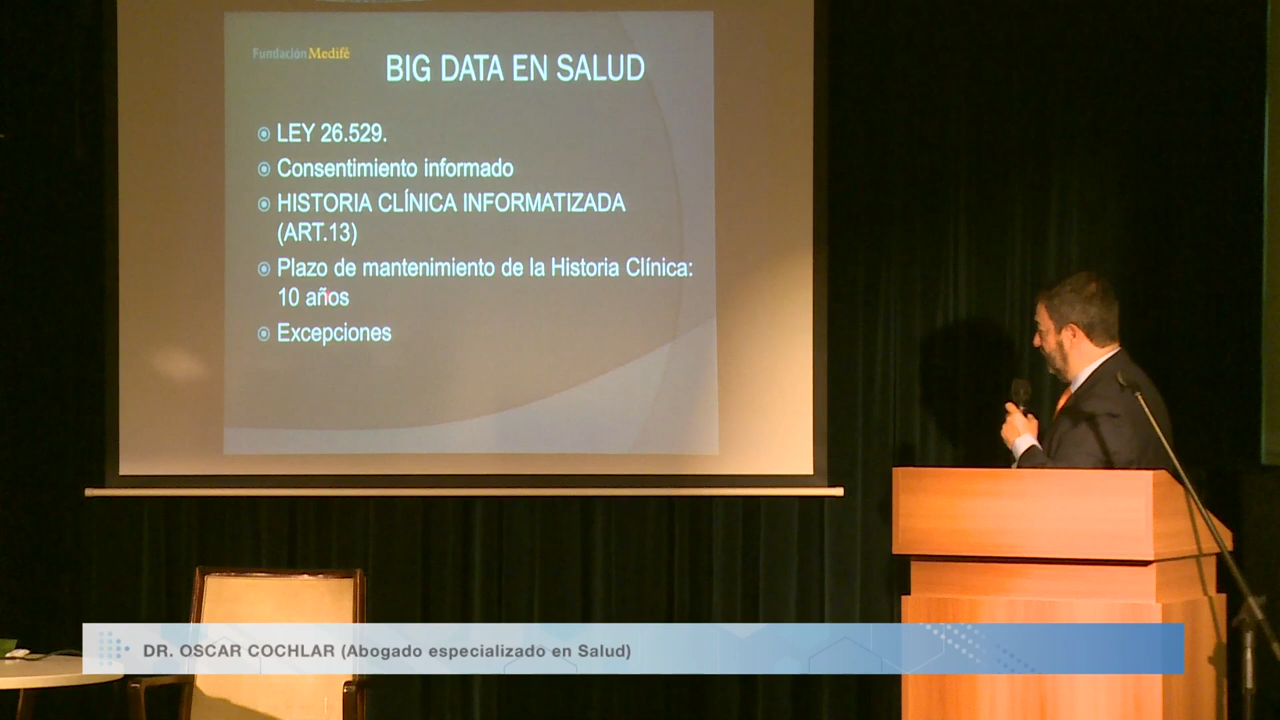 Fundación Medifé
BIG DATA EN SALUD
LEY 26.529.
Consentimiento informado
HISTORIA CLÍNICA INFORMATIZADA
(ART.13)
Plazo de mantenimiento de la Historia Clínica:
10 años
Excepciones
DR. OSCAR COCHLAR (Abogado especializado en Salud)